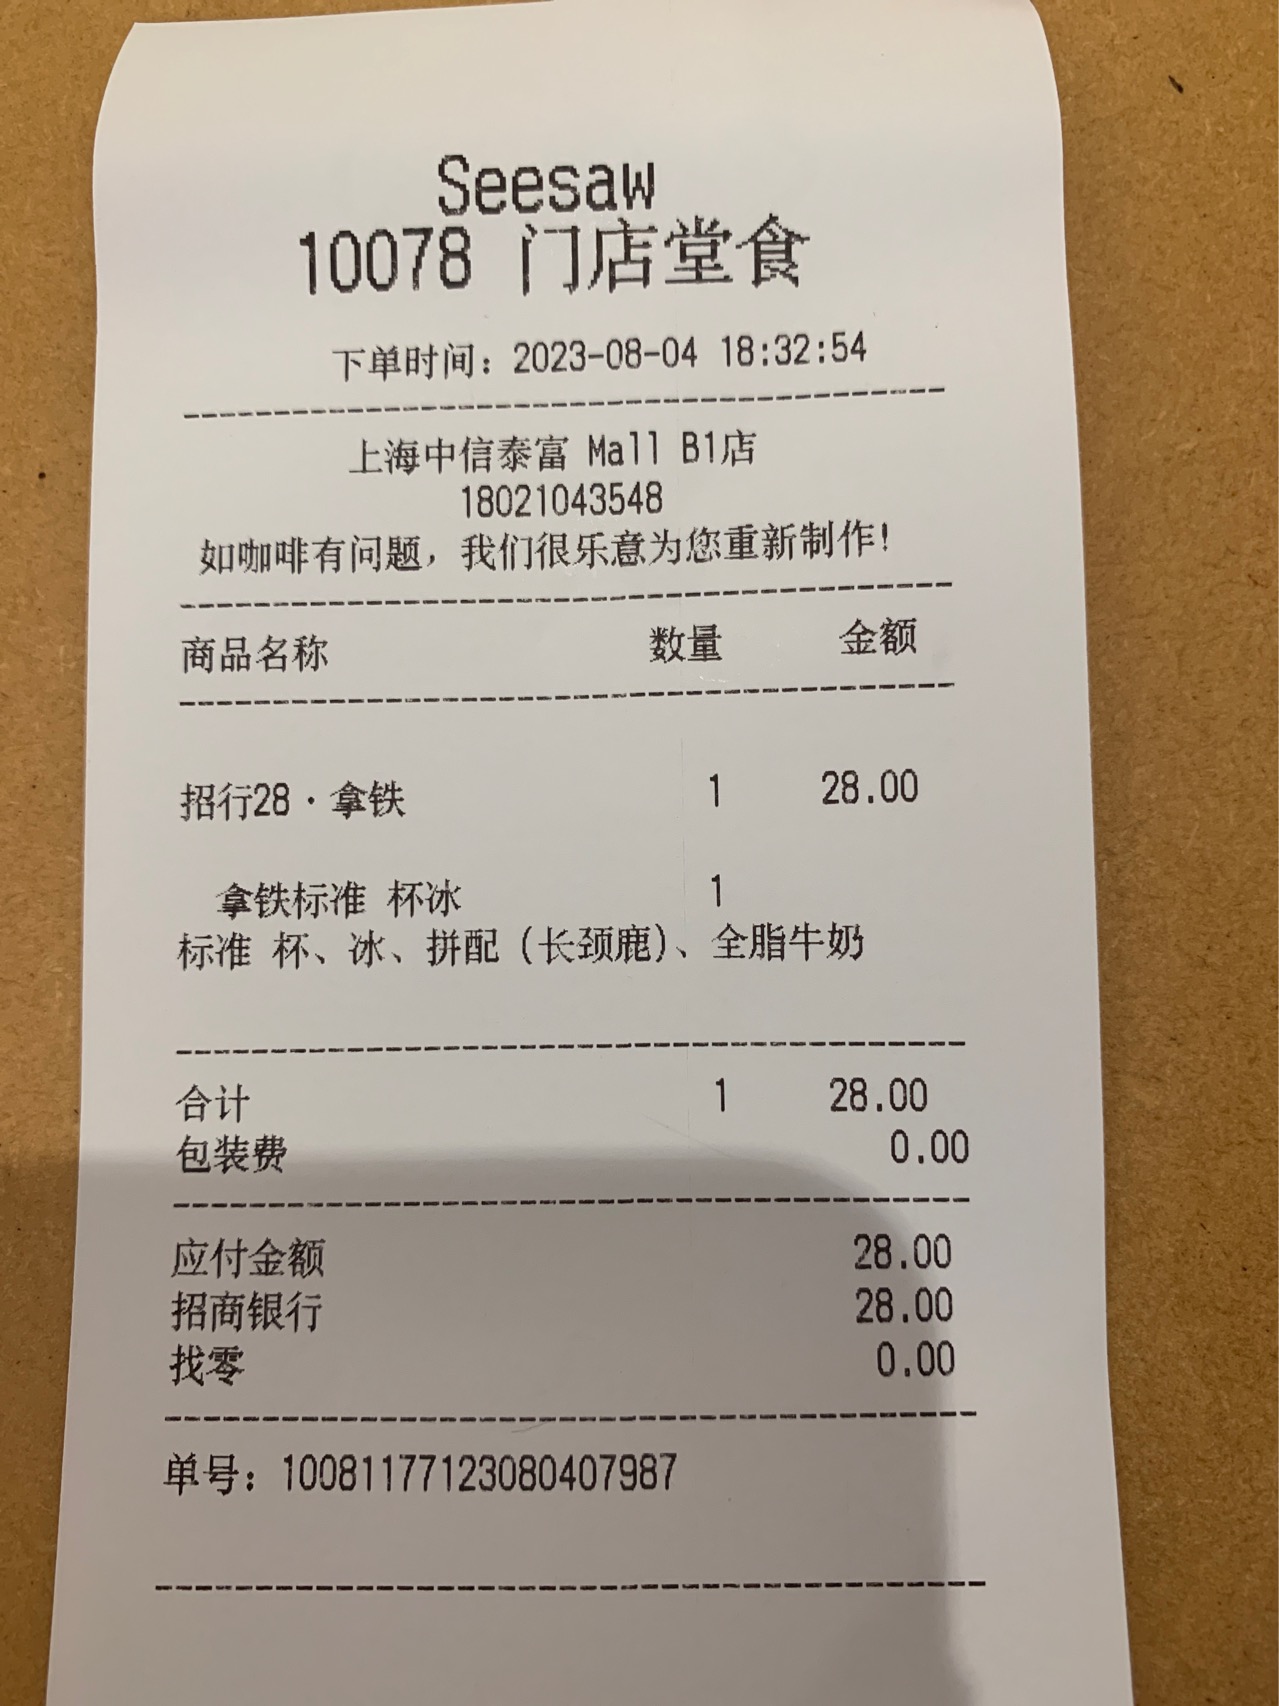 Seesaw
10078 门店堂食
下单时间：2023-08-04 18:32:54
上海中信泰富 Mall B1店
18021043548
如咖啡有问题，我们很乐意为您重新制作!
商品名称 数量 金额
招行28·拿铁 1 28.00
拿铁标准 杯冰 1
标准 杯、冰、拼配（长颈鹿）、全脂牛奶
合计 1 28.00
包装费 0.00
应付金额 28.00
招商银行 28.00
找零 0.00
单号：10081177123080407987